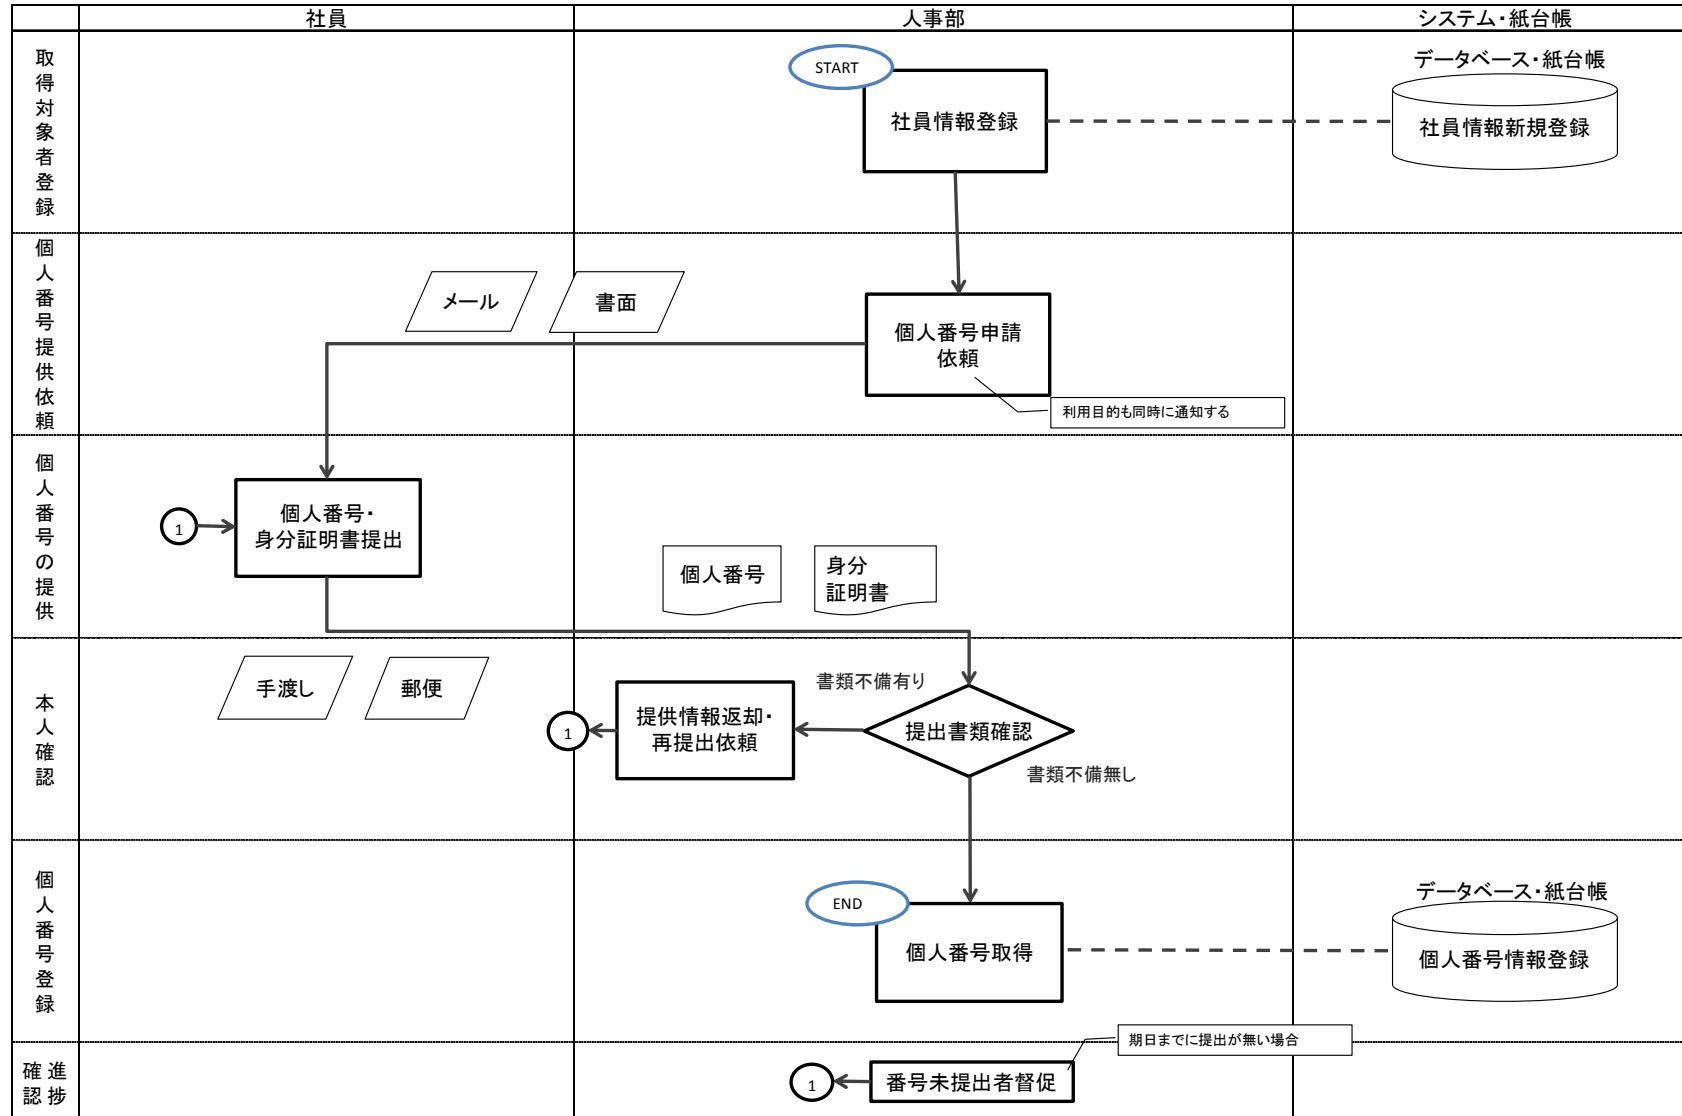 社員
人事部
システム・紙台帳
取得対象者登録
START
社員情報登録
データベース・紙台帳
社員情報新規登録
個人番号提供依頼
メール
書面
個人番号申請
依頼
利用目的も同時に通知する
個人番号の提供
1
個人番号・
身分証明書提出
個人番号
身分
証明書
本人確認
手渡し
郵便
1
提供情報返却・
再提出依頼
書類不備有り
提出書類確認
書類不備無し
個人番号登録
END
個人番号取得
データベース・紙台帳
個人番号情報登録
進捗確認
1
番号未提出者督促
期日までに提出が無い場合